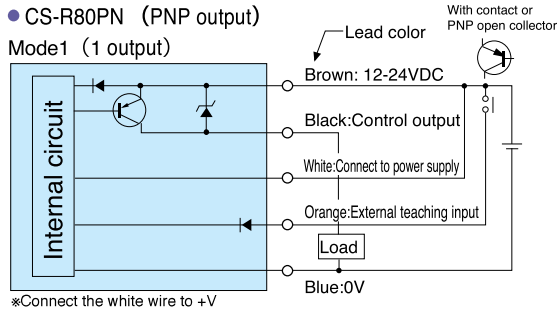 ● CS-R80PN (PNP output)
With contact or
PNP open collector
Mode1 (1 output)
Lead color
Brown: 12-24VDC
Black:Control output
White:Connect to power supply
Orange:External teaching input
Internal circuit
Load
Blue:0V
※Connect the white wire to +V